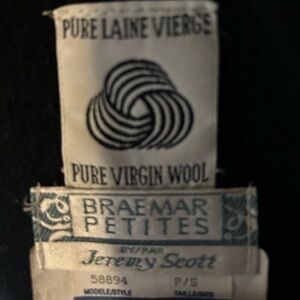 PURE LAINE VIERGE
PURE VIRGIN WOOL
BRAEMAR
PETITES
BY/PAR
Jeremy Scott
58894 P/S
MODELE/STYLE TAILLE/SIZE